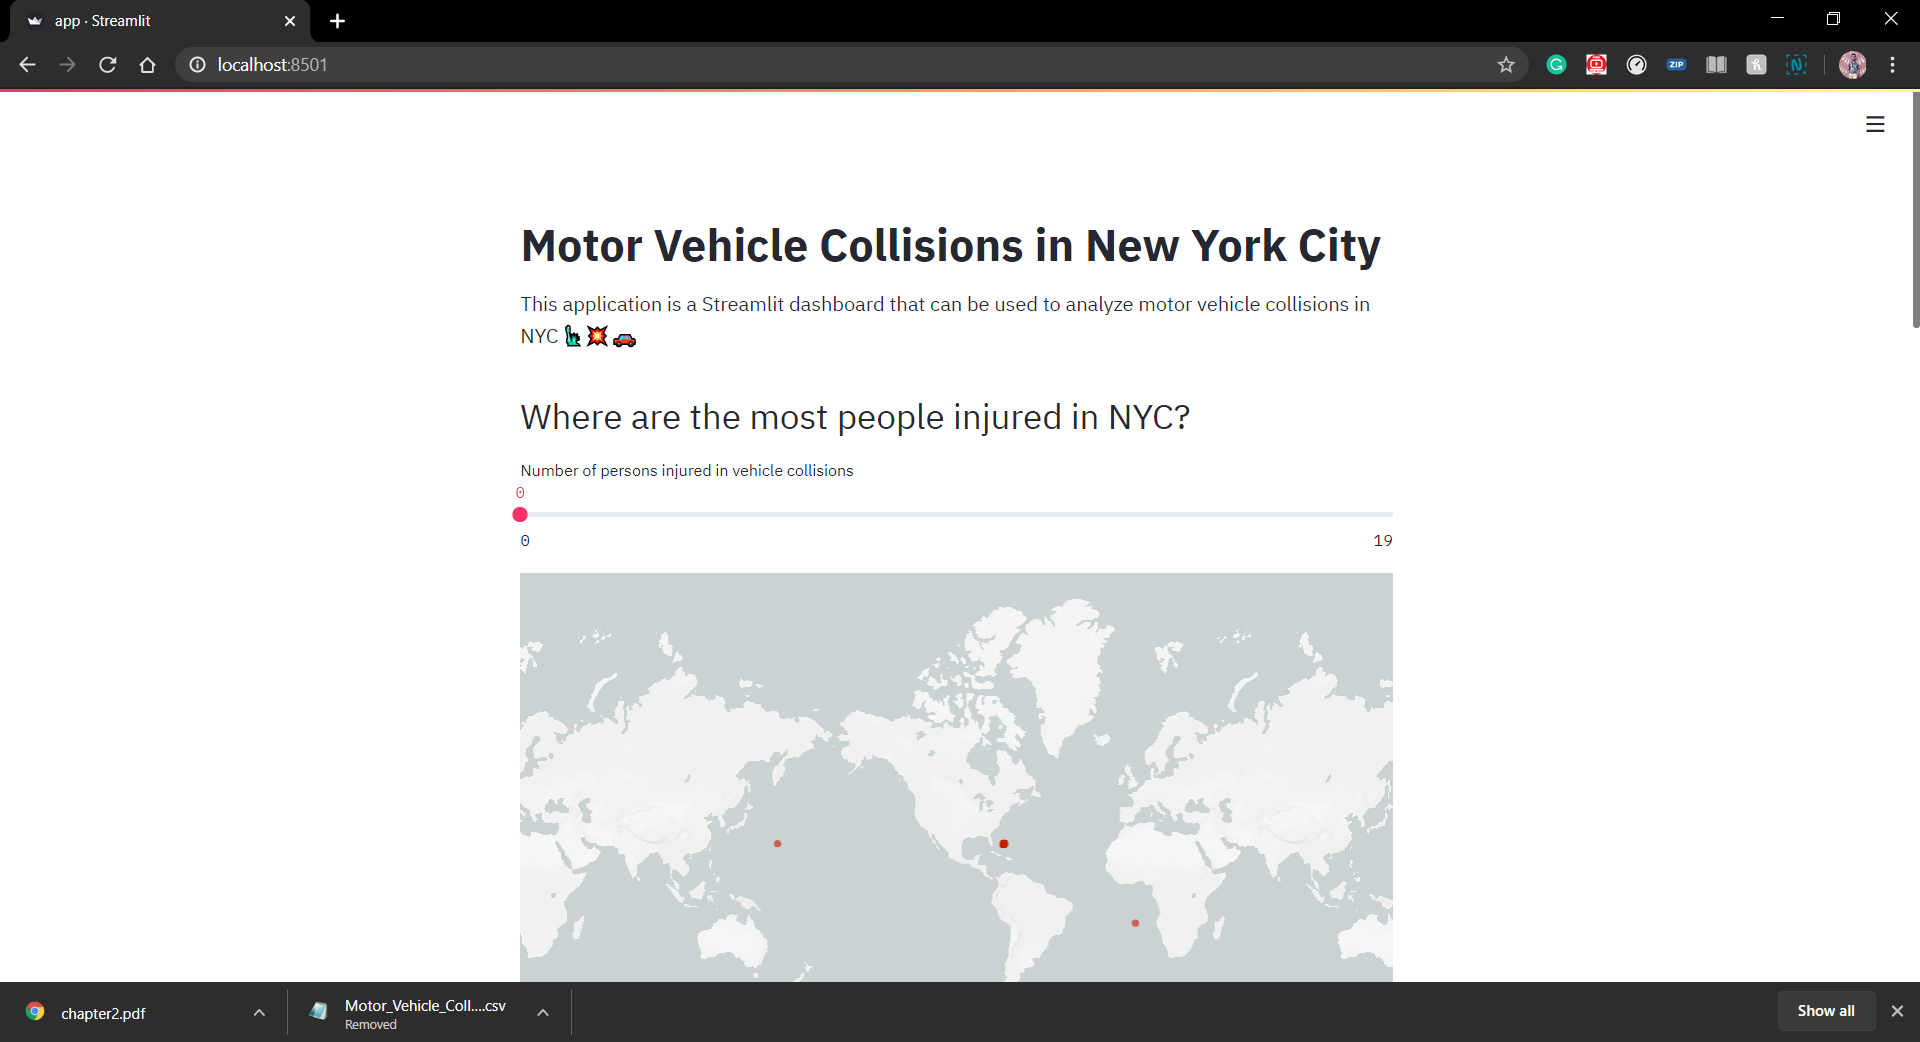 app · Streamlit
localhost:8501
ZIP
Motor Vehicle Collisions in New York City
This application is a Streamlit dashboard that can be used to analyze motor vehicle collisions in
NYC 🗽💥🚗
Where are the most people injured in NYC?
Number of persons injured in vehicle collisions
0
0 19
chapter2.pdf
Motor_Vehicle_Coll....csv
Removed
Show all